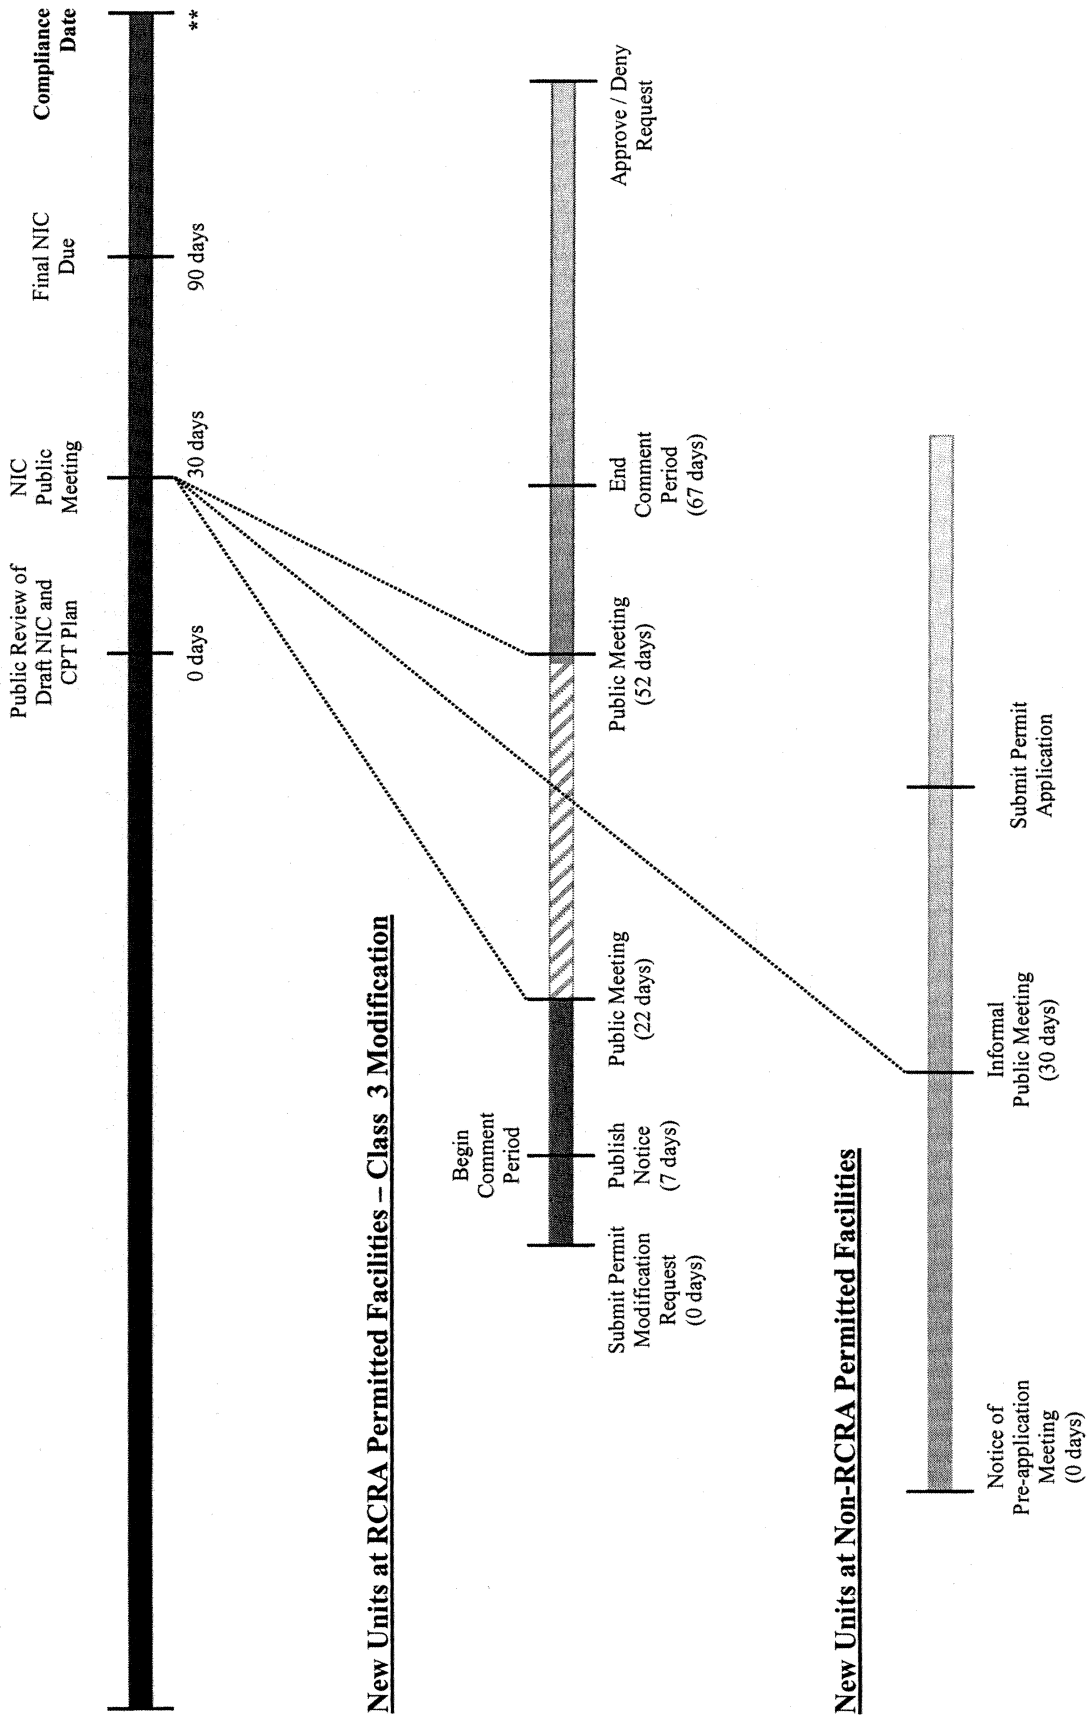 Public Review of
Draft NIC and
CPT Plan
NIC
Public
Meeting
Final NIC
Due
Compliance
Date
0 days
30 days
90 days
**
New Units at RCRA Permitted Facilities – Class 3 Modification
Begin
Comment
Period
Submit Permit
Modification
Request
(0 days)
Publish
Notice
(7 days)
Public Meeting
(22 days)
Public Meeting
(52 days)
End
Comment
Period
(67 days)
Approve / Deny
Request
New Units at Non-RCRA Permitted Facilities
Notice of
Pre-application
Meeting
(0 days)
Informal
Public Meeting
(30 days)
Submit Permit
Application